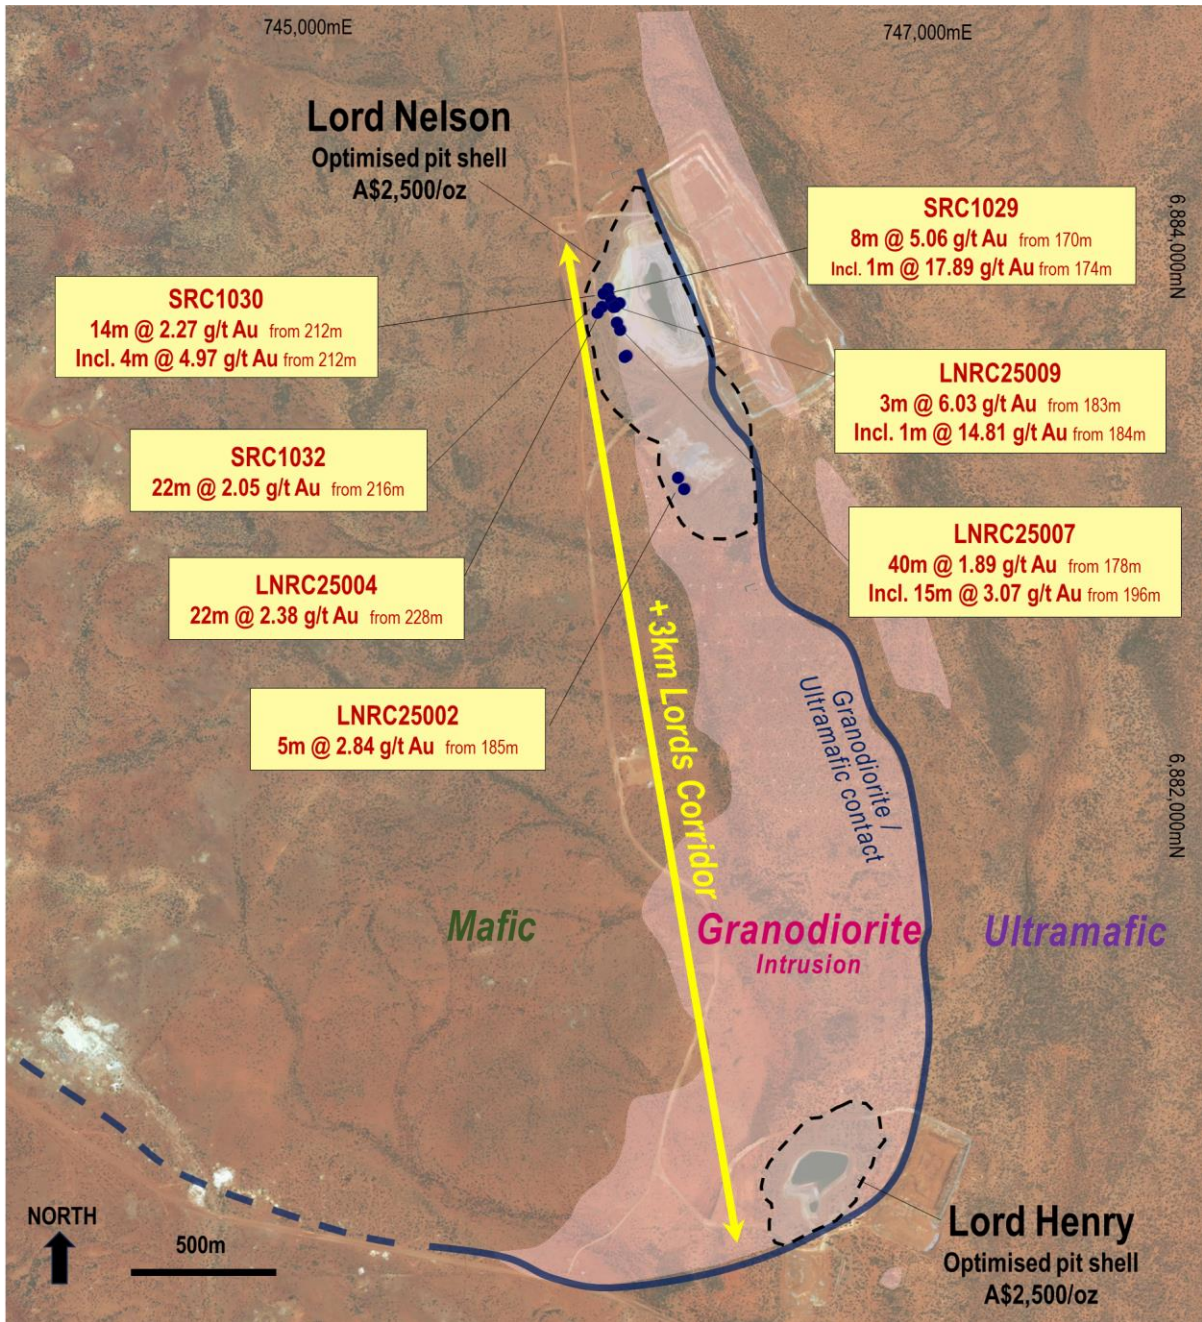 745,000mE
747,000mE
Lord Nelson
Optimised pit shell
A$2,500/oz
6,884,000mN
SRC1029
8m @ 5.06 g/t Au from 170m
Incl. 1m @ 17.89 g/t Au from 174m
SRC1030
14m @ 2.27 g/t Au from 212m
Incl. 4m @ 4.97 g/t Au from 212m
LNRC25009
3m @ 6.03 g/t Au from 183m
Incl. 1m @ 14.81 g/t Au from 184m
SRC1032
22m @ 2.05 g/t Au from 216m
LNRC25007
40m @ 1.89 g/t Au from 178m
Incl. 15m @ 3.07 g/t Au from 196m
LNRC25004
22m @ 2.38 g/t Au from 228m
LNRC25002
5m @ 2.84 g/t Au from 185m
+3km Lords Corridor
Granodiorite /
Ultramafic contact
6,882,000mN
Mafic
Granodiorite
Intrusion
Ultramafic
NORTH
500m
Lord Henry
Optimised pit shell
A$2,500/oz